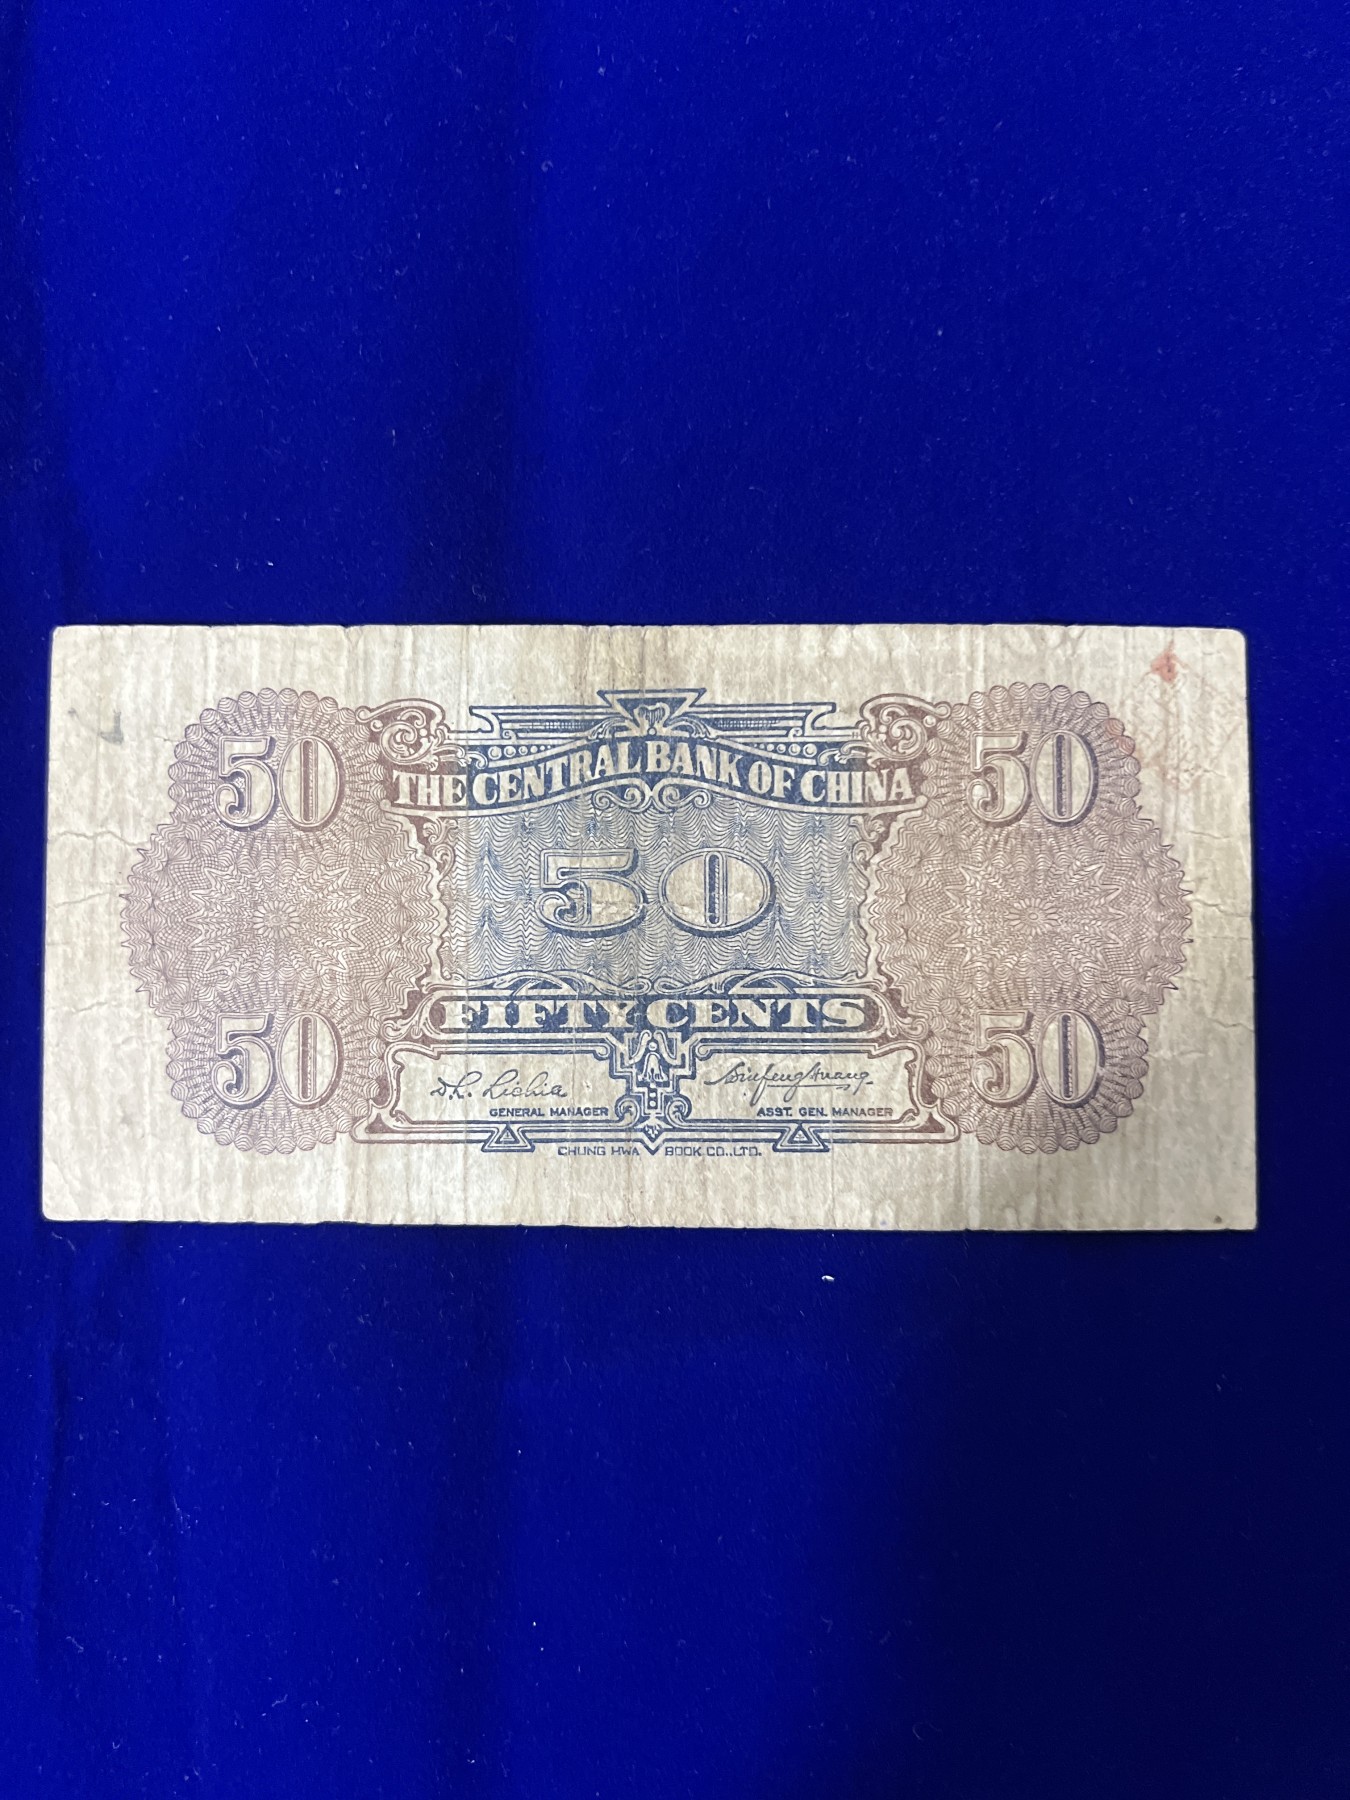 50 50
THE CENTRAL BANK OF CHINA
50
FIFTY CENTS
50 50
GENERAL MANAGER ASST. GEN. MANAGER
CHUNG HWA BOOK CO., LTD.